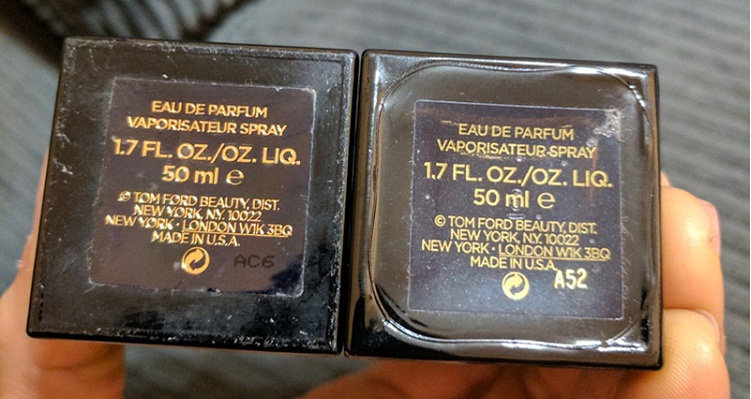 EAU DE PARFUM
VAPORISATEUR SPRAY
1.7 FL. OZ./OZ. LIQ.
50 ml e
© TOM FORD BEAUTY, DIST.
NEW YORK, N.Y. 10022
NEW YORK · LONDON W1K 3BQ
MADE IN U.S.A.
AC6
EAU DE PARFUM
VAPORISATEUR SPRAY
1.7 FL. OZ./OZ. LIQ.
50 ml e
© TOM FORD BEAUTY, DIST.
NEW YORK, N.Y. 10022
NEW YORK · LONDON W1K 3BQ
MADE IN U.S.A.
A52